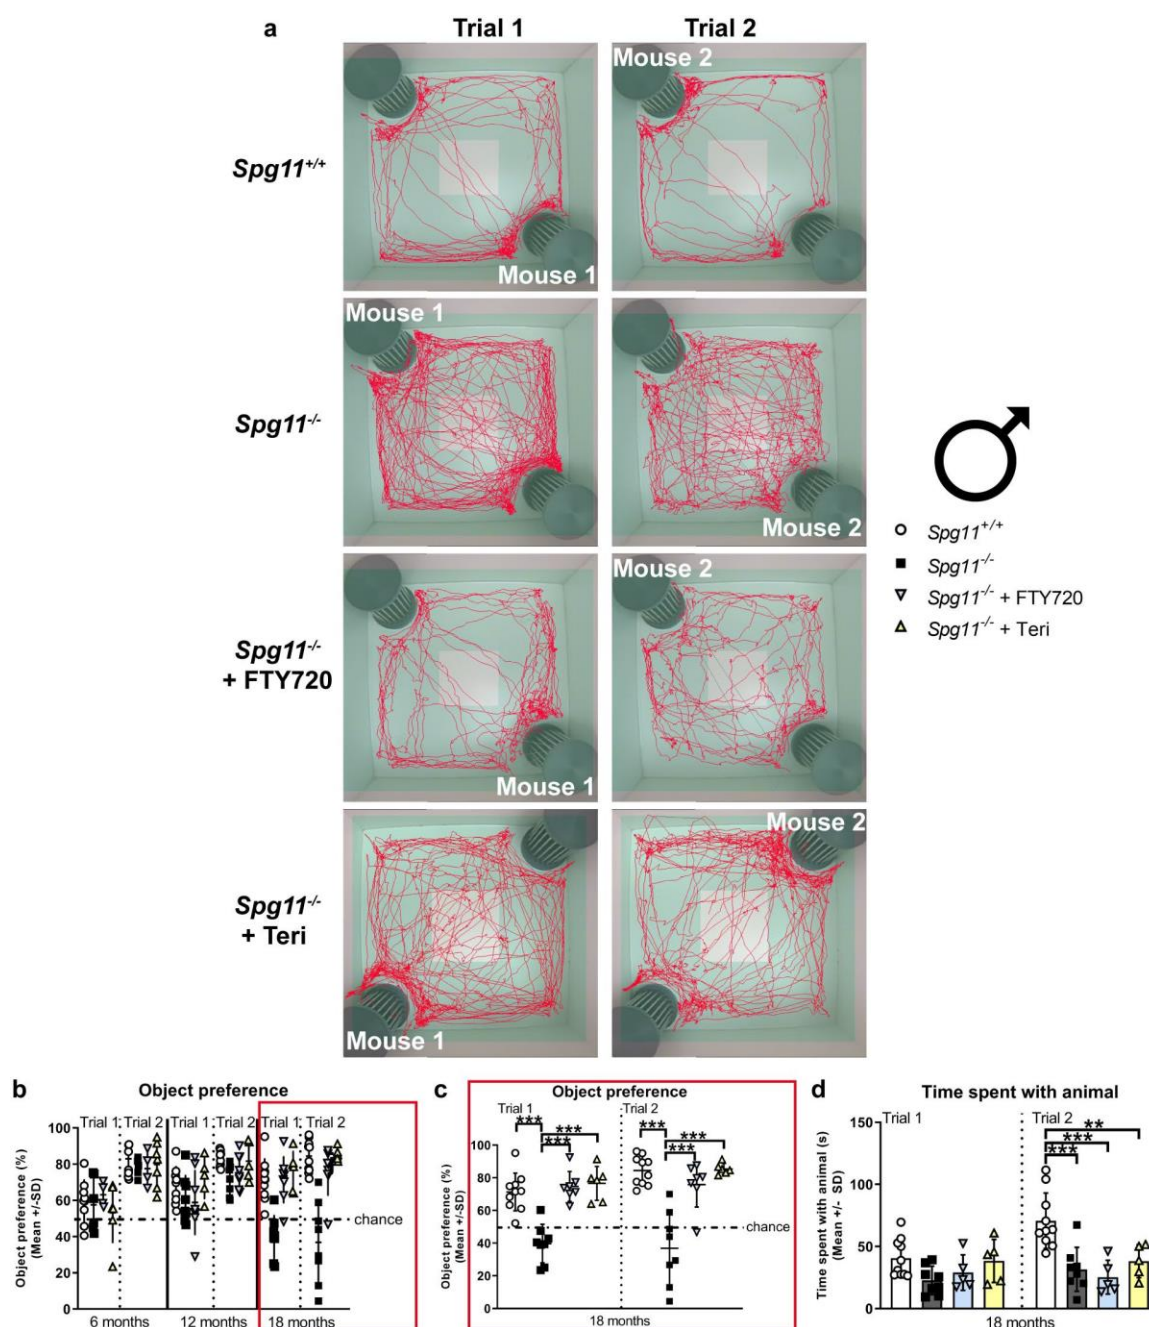 a
Trial 1
Trial 2
Mouse 2
Spg11+/+
Mouse 1
Mouse 1
Spg11-/-
Mouse 2
Spg11+/+
Spg11-/-
Spg11-/- + FTY720
Spg11-/- + Teri
Mouse 2
Spg11-/-
+ FTY720
Mouse 1
Mouse 2
Spg11-/-
+ Teri
Mouse 1
b
Object preference
Trial 1 Trial 2 Trial 1 Trial 2 Trial 1 Trial 2
Object preference (%)
(Mean +/-SD)
100
80
60
40
20
0
chance
6 months
12 months
18 months
c
Object preference
Trial 1
Trial 2
***
***
***
***
***
***
Object preference (%)
(Mean +/-SD)
100
80
60
40
20
0
chance
18 months
d
Time spent with animal
Trial 1
Trial 2
**
***
***
Time spent with animal (s)
(Mean +/- SD)
150
100
50
0
18 months